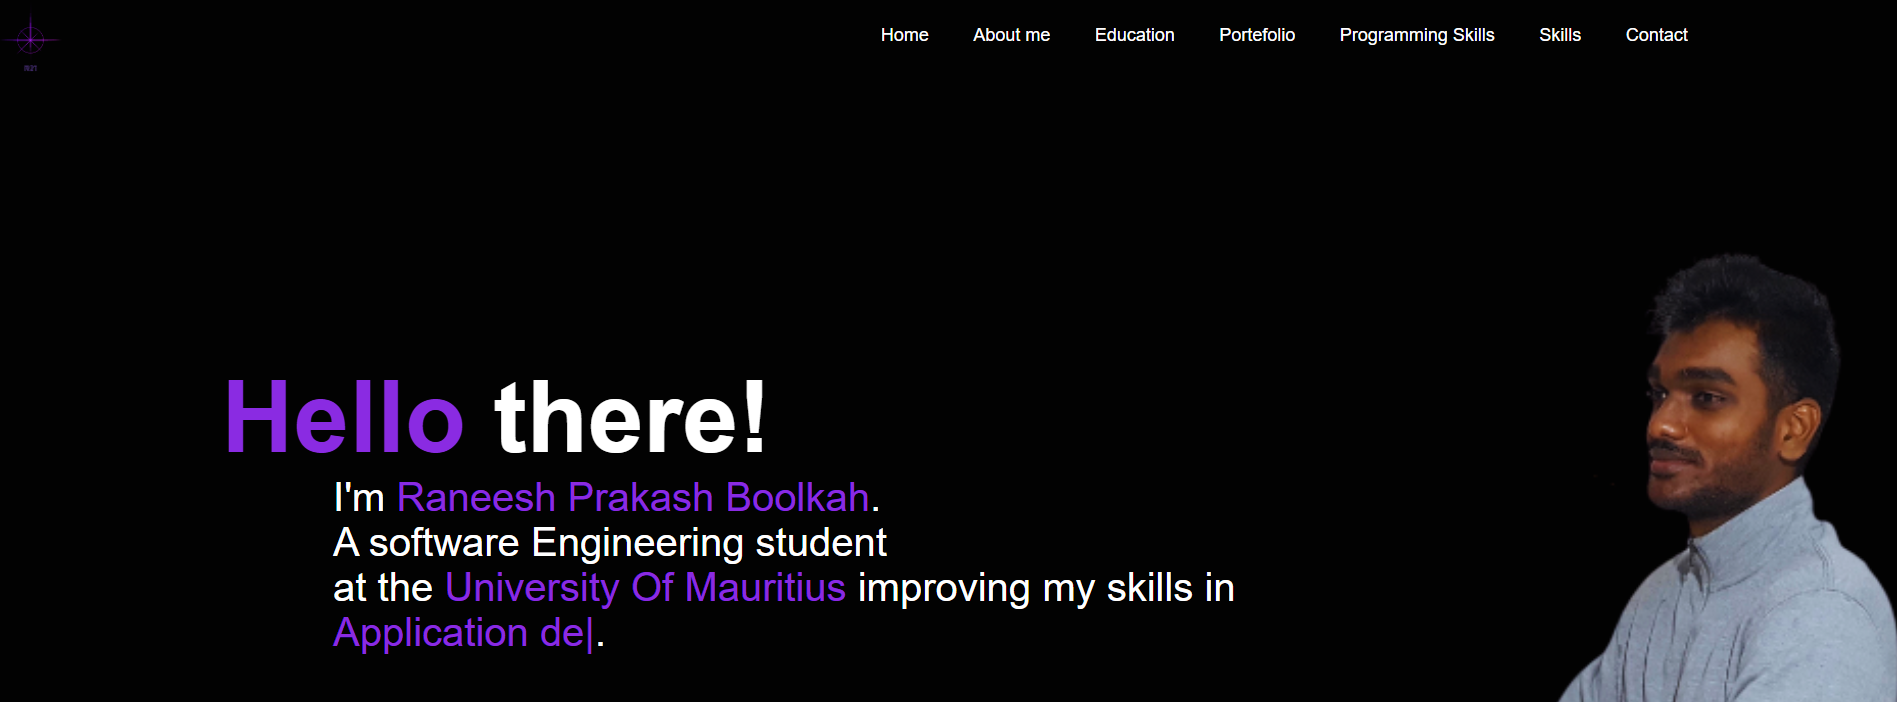 Home About me Education Portefolio Programming Skills Skills Contact
Hello there!
I'm Raneesh Prakash Boolkah.
A software Engineering student
at the University Of Mauritius improving my skills in
Application de|.